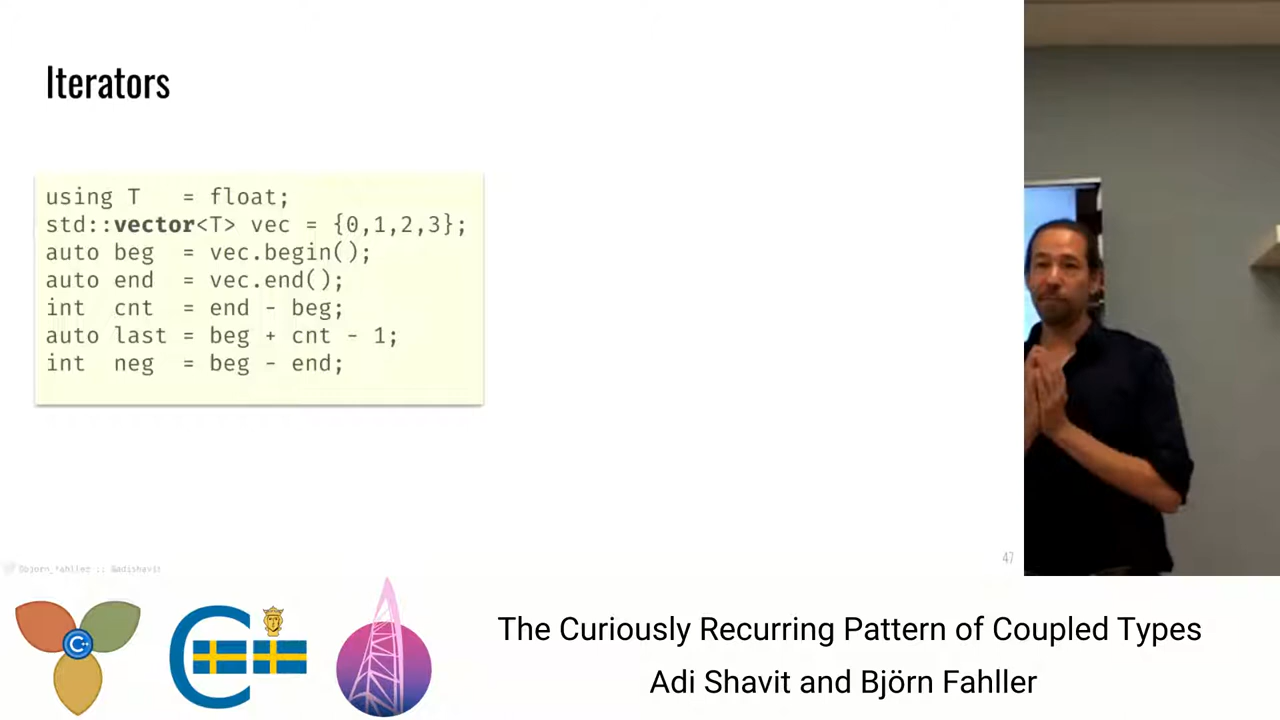 Iterators
using T   = float;
std::vector<T> vec = {0,1,2,3};
auto beg  = vec.begin();
auto end  = vec.end();
int  cnt  = end - beg;
auto last = beg + cnt - 1;
int  neg  = beg - end;
47
@bjorn_fahller :: @adishavit
C++
The Curiously Recurring Pattern of Coupled Types
Adi Shavit and Björn Fahller